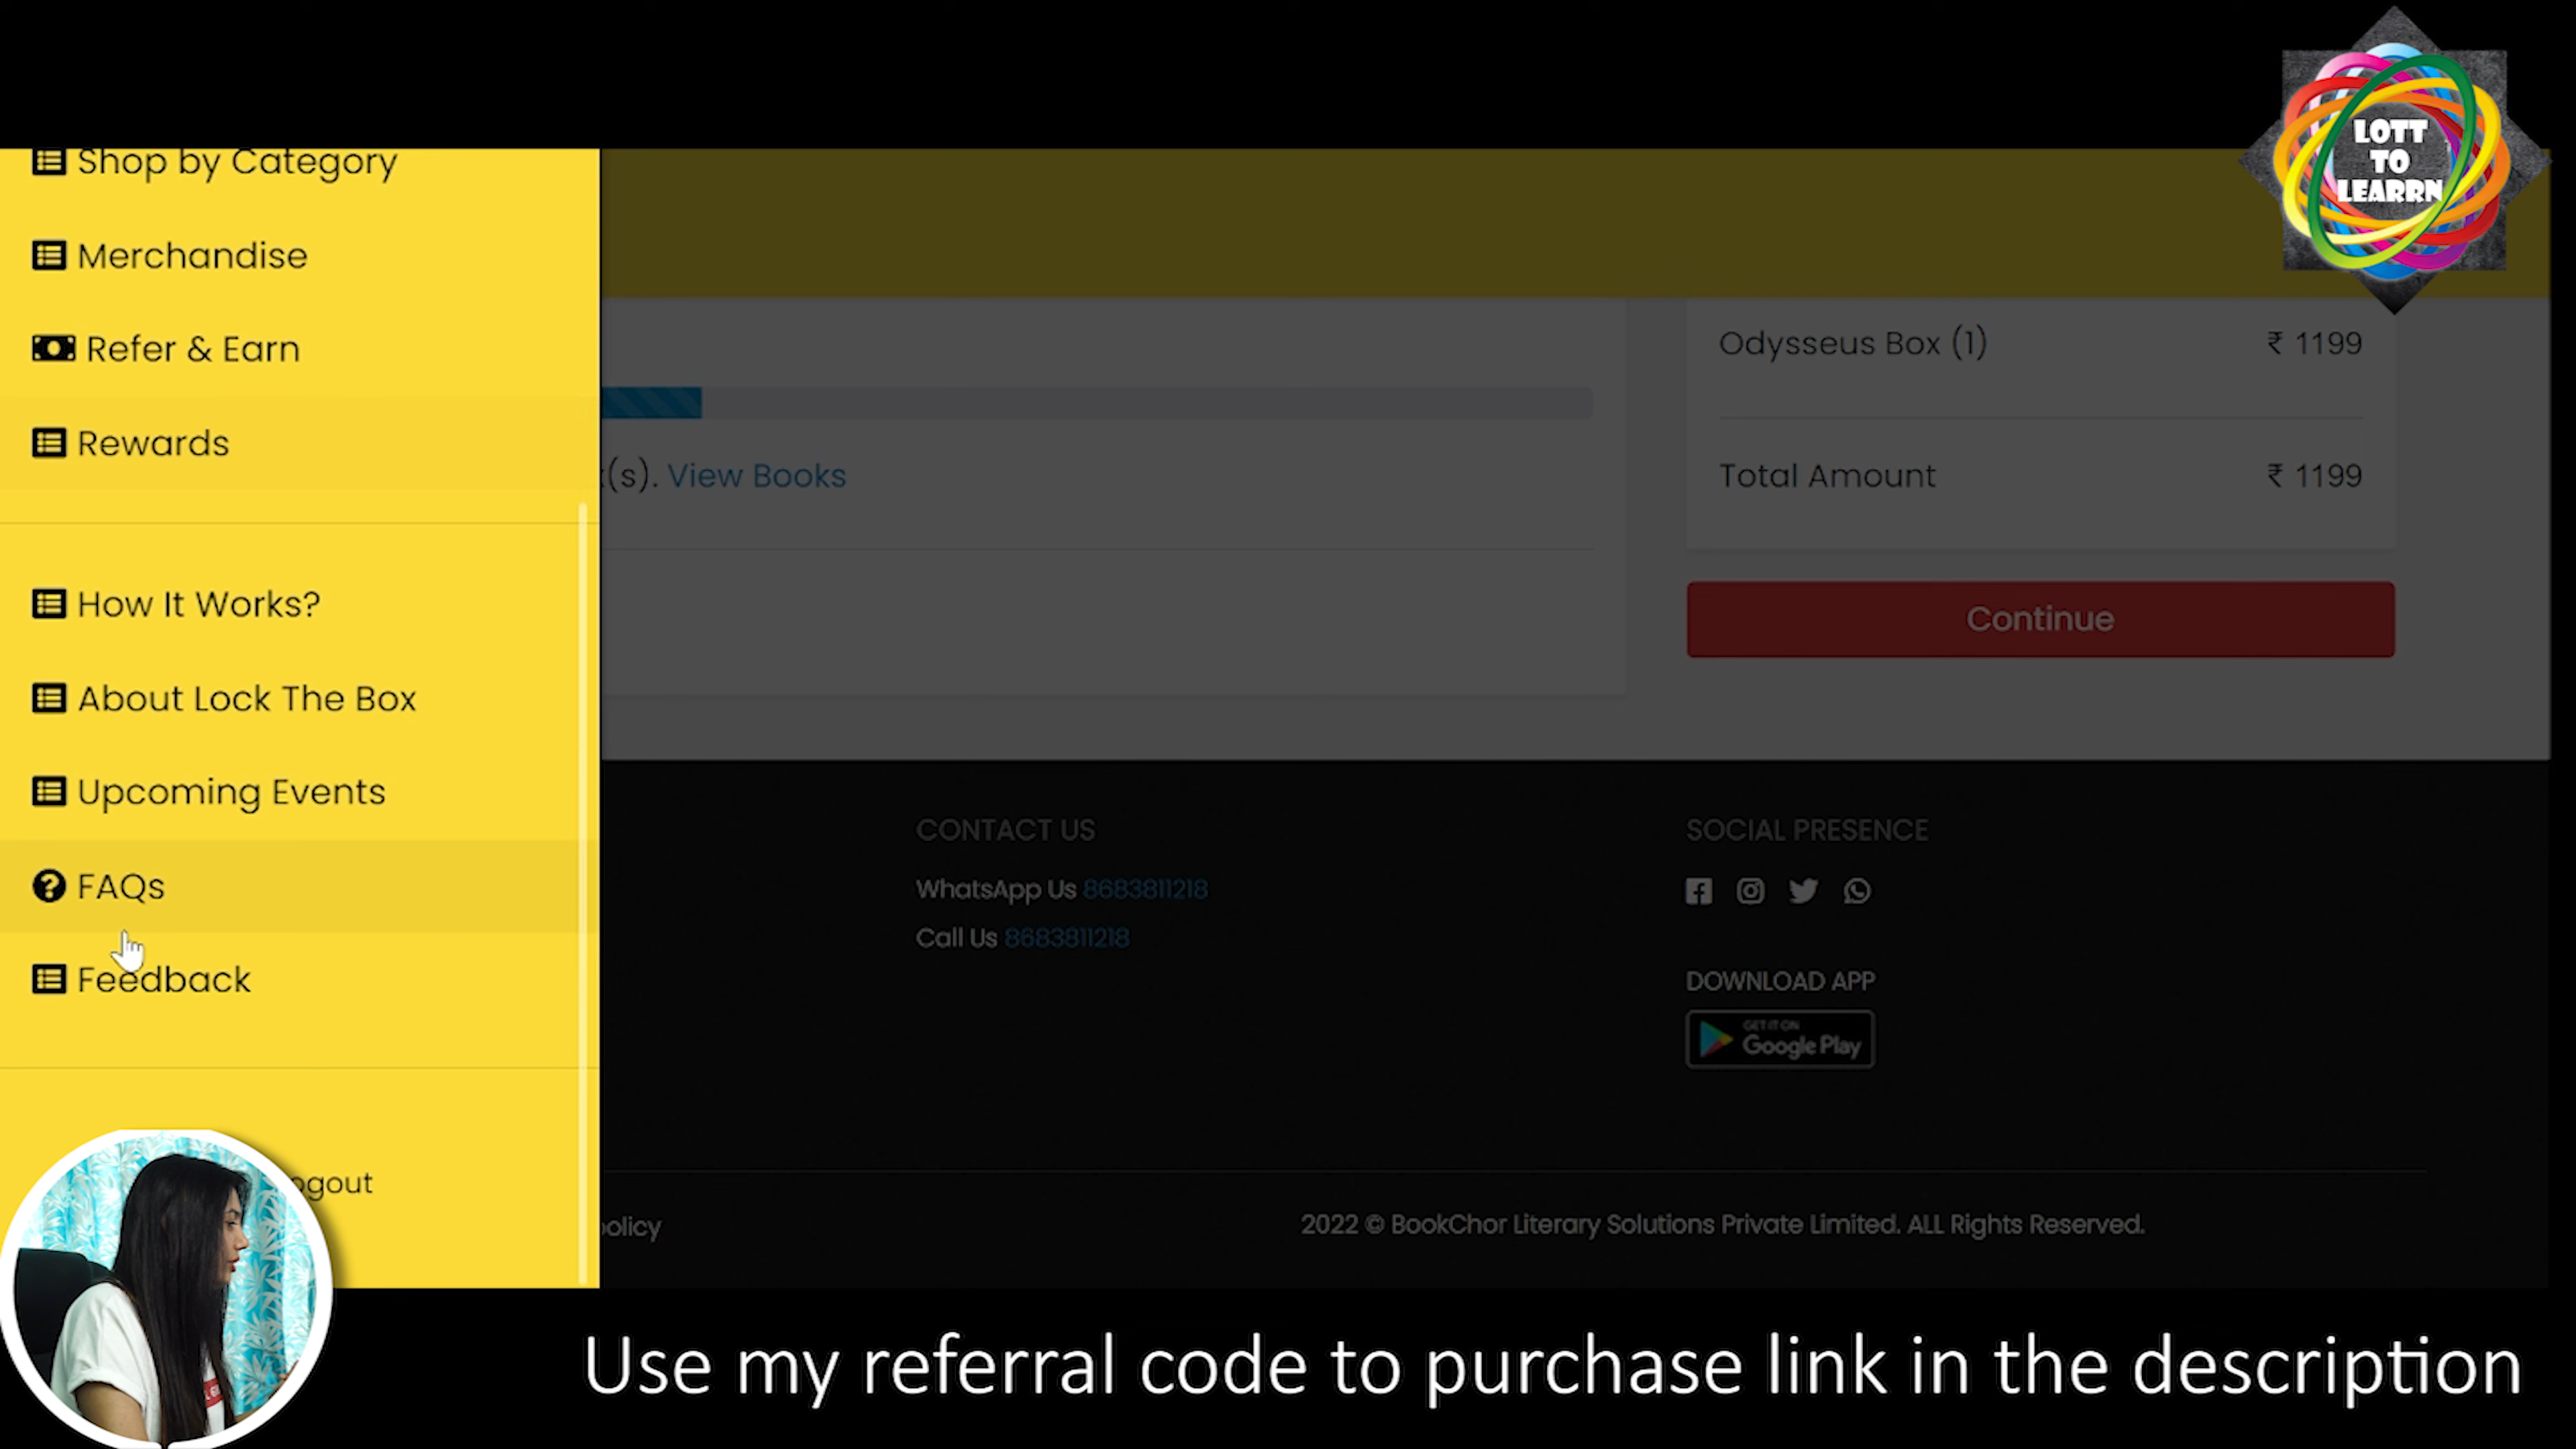 LOTT
TO
LEARRN
Shop by Category
Merchandise
Refer & Earn
Rewards
How It Works?
About Lock The Box
Upcoming Events
FAQs
Feedback
ogout
(s). View Books
Odysseus Box (1) ₹ 1199
Total Amount ₹ 1199
Continue
CONTACT US
WhatsApp Us 8683811218
Call Us 8683811218
SOCIAL PRESENCE
DOWNLOAD APP
GET IT ON
Google Play
olicy
2022 © BookChor Literary Solutions Private Limited. ALL Rights Reserved.
Use my referral code to purchase link in the description